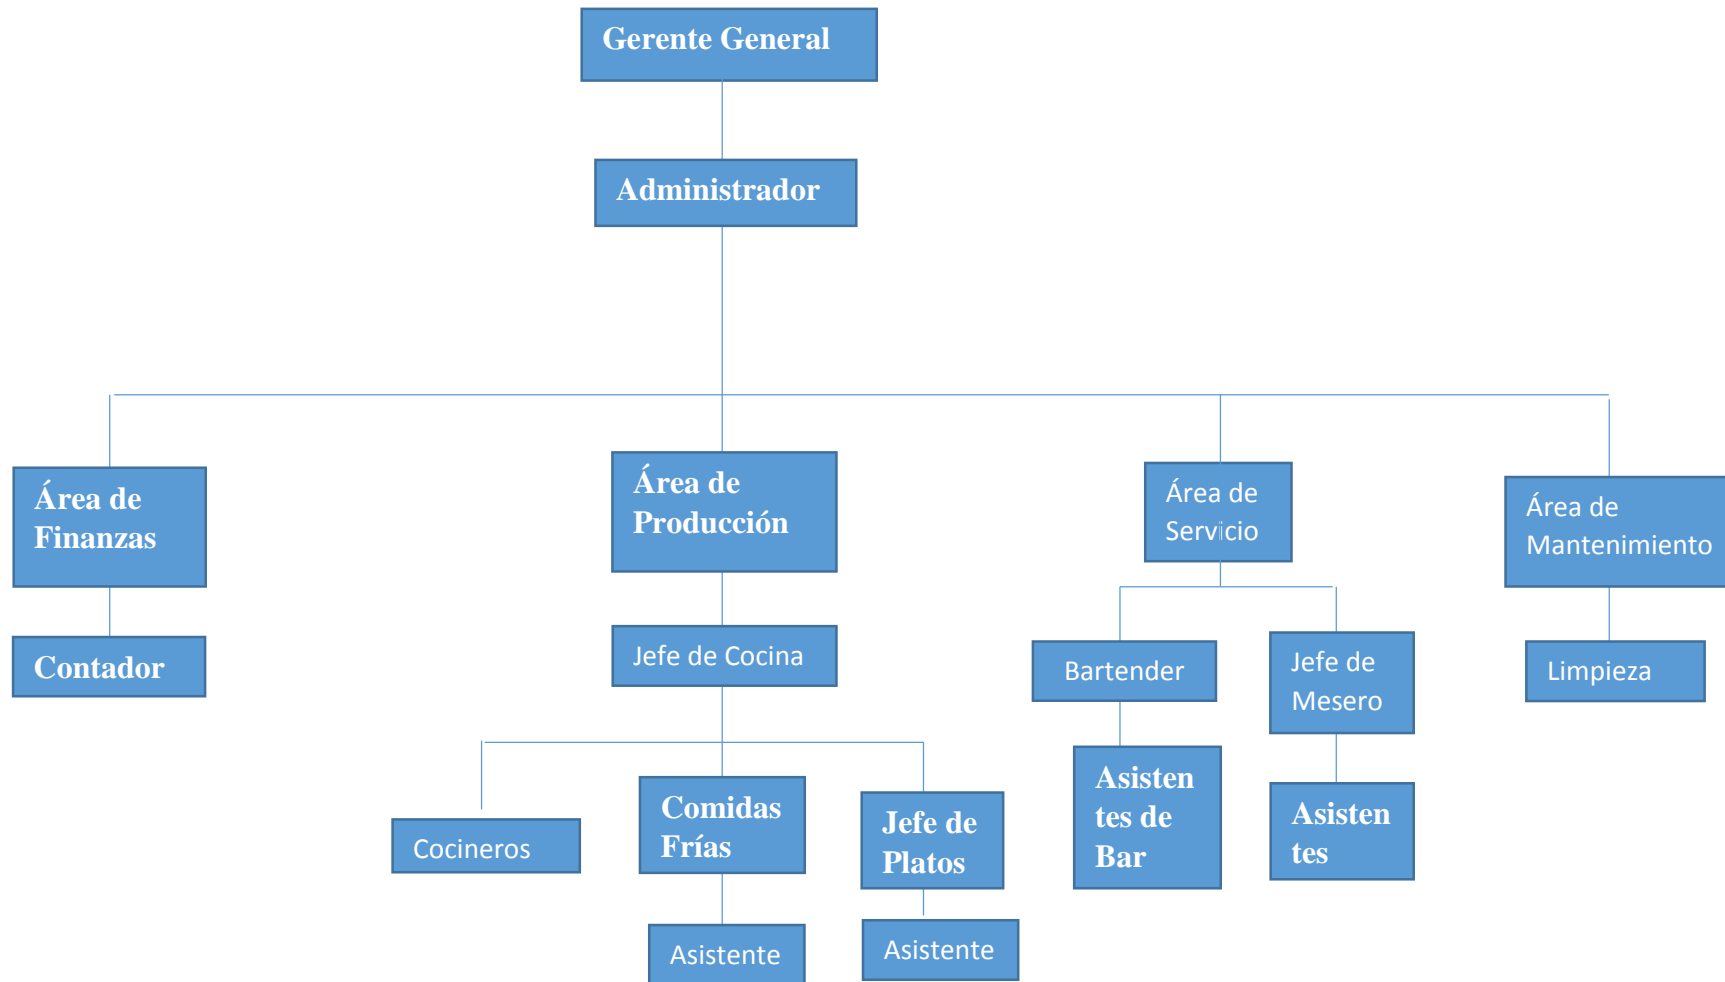 Gerente General
Administrador
Área de
Finanzas
Área de
Producción
Área de
Servicio
Área de
Mantenimiento
Contador
Jefe de Cocina
Bartender
Jefe de
Mesero
Limpieza
Cocineros
Comidas
Frías
Jefe de
Platos
Asisten
tes de
Bar
Asisten
tes
Asistente
Asistente